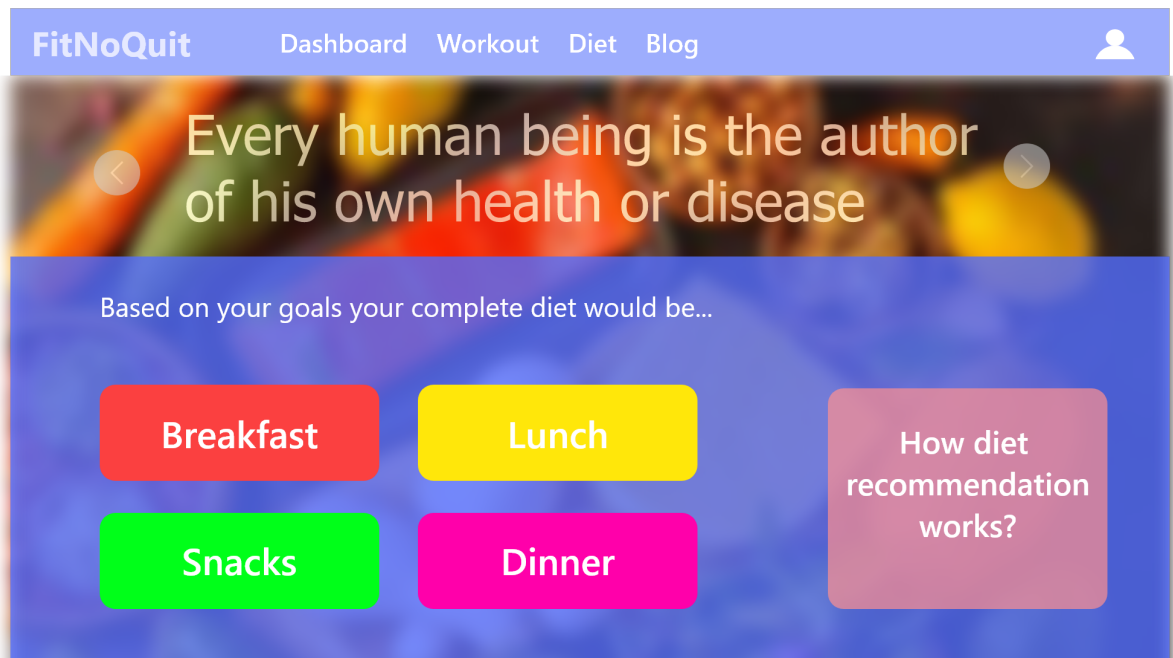 FitNoQuit Dashboard Workout Diet Blog
Every human being is the author
of his own health or disease
Based on your goals your complete diet would be...
Breakfast Lunch
Snacks Dinner
How diet
recommendation
works?